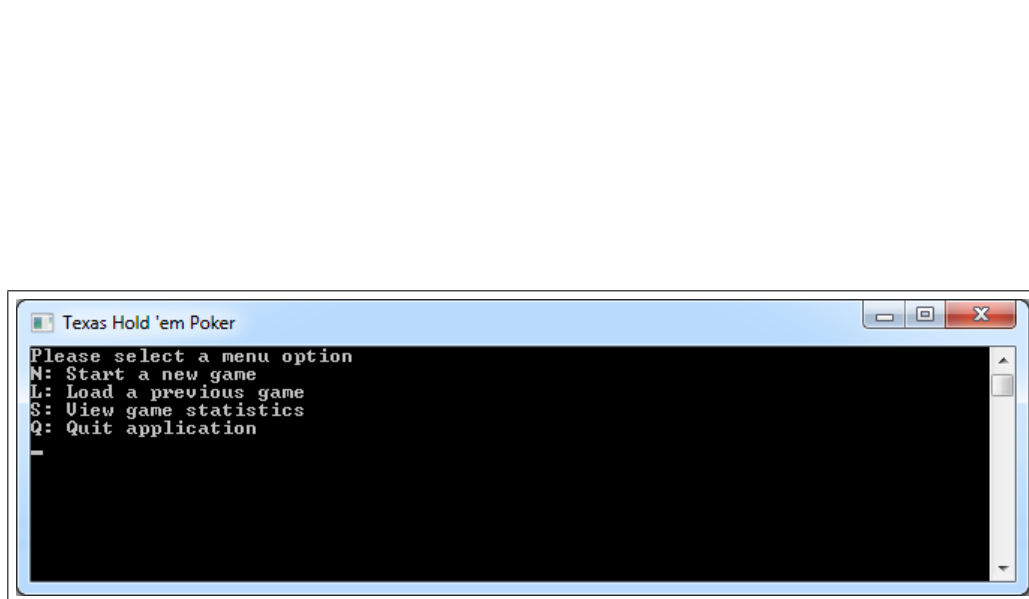 Texas Hold 'em Poker
Please select a menu option
N: Start a new game
L: Load a previous game
S: View game statistics
Q: Quit application